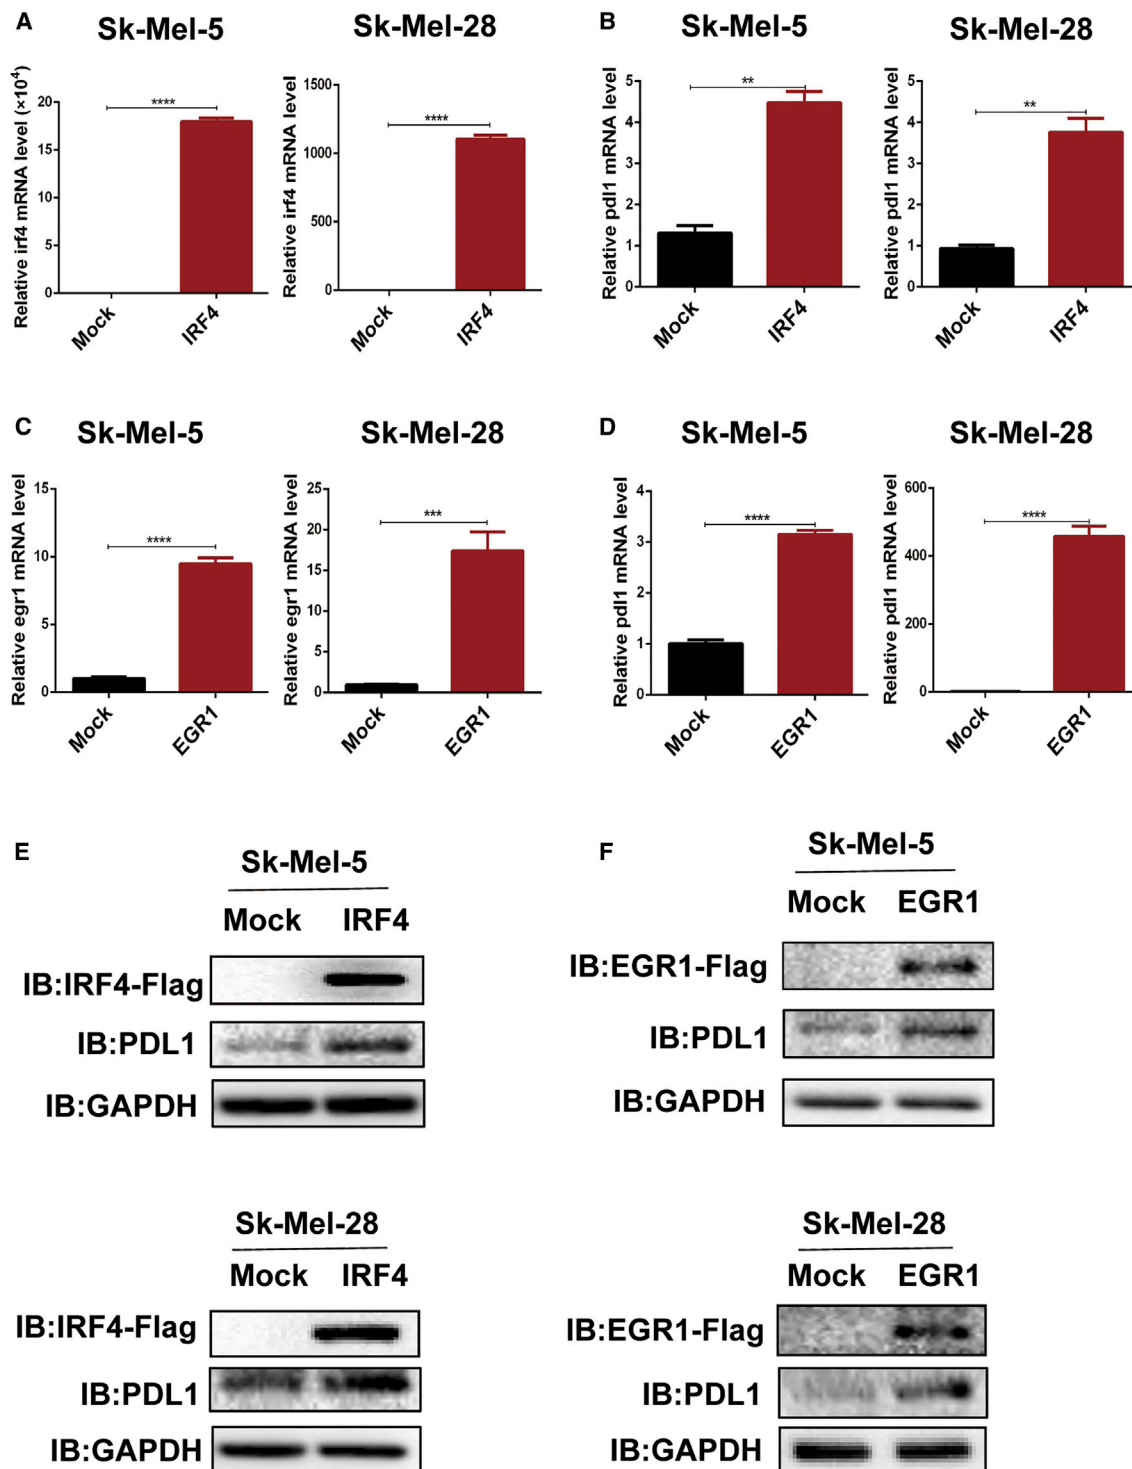 A
Sk-Mel-5
Sk-Mel-28
Relative irf4 mRNA level (×10⁴)
20
15
10
5
0
****
Mock
IRF4
Relative irf4 mRNA level
1500
1000
500
0
****
Mock
IRF4
B
Sk-Mel-5
Sk-Mel-28
Relative pdl1 mRNA level
5
4
3
2
1
0
**
Mock
IRF4
Relative pdl1 mRNA level
5
4
3
2
1
0
**
Mock
IRF4
C
Sk-Mel-5
Sk-Mel-28
Relative egr1 mRNA level
15
10
5
0
****
Mock
EGR1
Relative egr1 mRNA level
25
20
15
10
5
0
***
Mock
EGR1
D
Sk-Mel-5
Sk-Mel-28
Relative pdl1 mRNA level
4
3
2
1
0
****
Mock
EGR1
Relative pdl1 mRNA level
600
400
200
0
****
Mock
EGR1
E
Sk-Mel-5
Mock IRF4
IB:IRF4-Flag
IB:PDL1
IB:GAPDH
Sk-Mel-28
Mock IRF4
IB:IRF4-Flag
IB:PDL1
IB:GAPDH
F
Sk-Mel-5
Mock EGR1
IB:EGR1-Flag
IB:PDL1
IB:GAPDH
Sk-Mel-28
Mock EGR1
IB:EGR1-Flag
IB:PDL1
IB:GAPDH